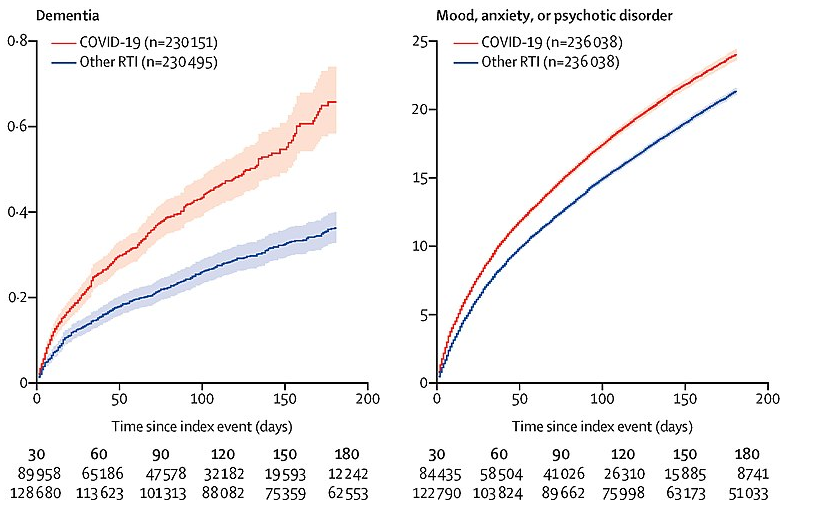 Dementia
COVID-19 (n=230 151)
Other RTI (n=230 495)
0·8
0·6
0·4
0·2
0
0 50 100 150 200
Time since index event (days)
30 60 90 120 150 180
89 958 65 186 47 578 32 182 19 593 12 242
128 680 113 623 101 313 88 082 75 359 62 553
Mood, anxiety, or psychotic disorder
COVID-19 (n=236 038)
Other RTI (n=236 038)
25
20
15
10
5
0
0 50 100 150 200
Time since index event (days)
30 60 90 120 150 180
84 435 58 504 41 026 26 310 15 885 8741
122 790 103 824 89 662 75 998 63 173 51 033